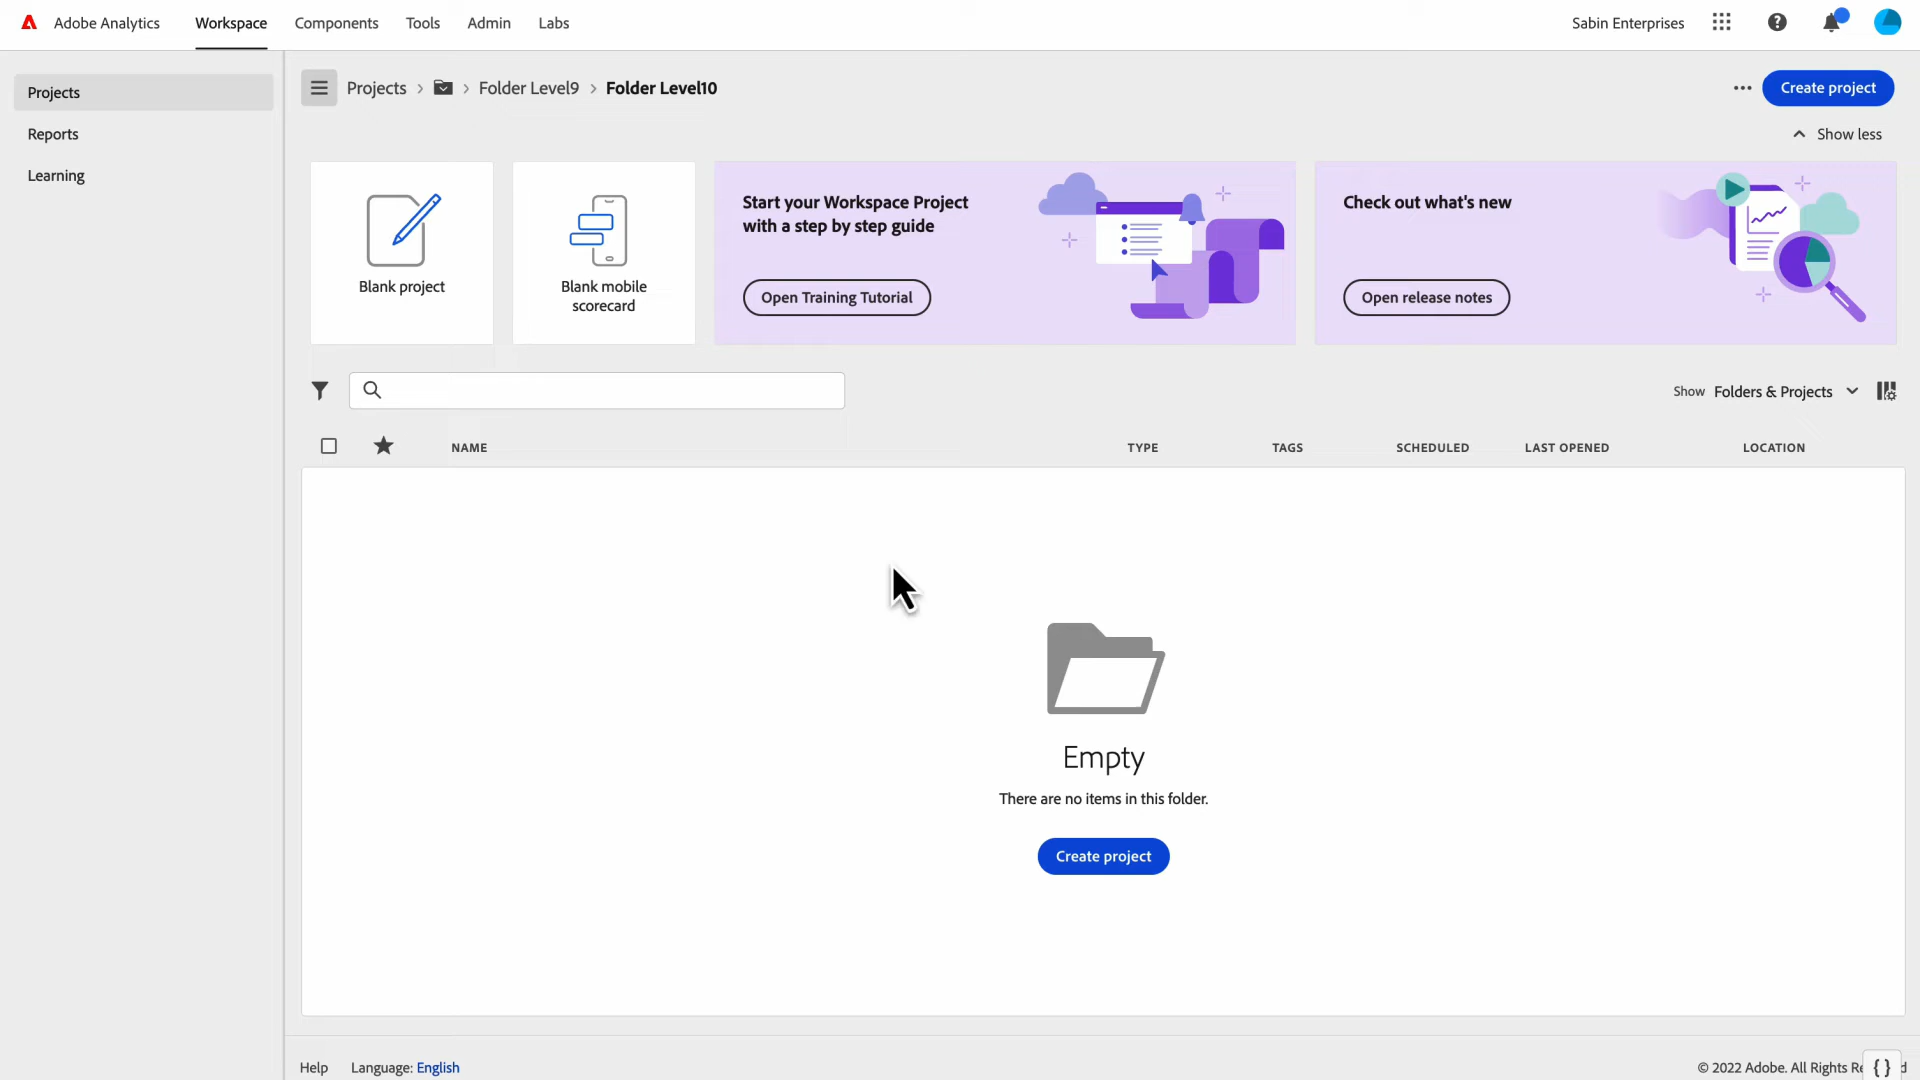 Adobe Analytics
Workspace
Components
Tools
Admin
Labs
Sabin Enterprises
Projects
Reports
Learning
Projects › › Folder Level9 › Folder Level10
Create project
Show less
Blank project
Blank mobile
scorecard
Start your Workspace Project
with a step by step guide
Open Training Tutorial
Check out what's new
Open release notes
Show Folders & Projects
NAME
TYPE
TAGS
SCHEDULED
LAST OPENED
LOCATION
Empty
There are no items in this folder.
Create project
Help
Language: English
© 2022 Adobe. All Rights
{ }